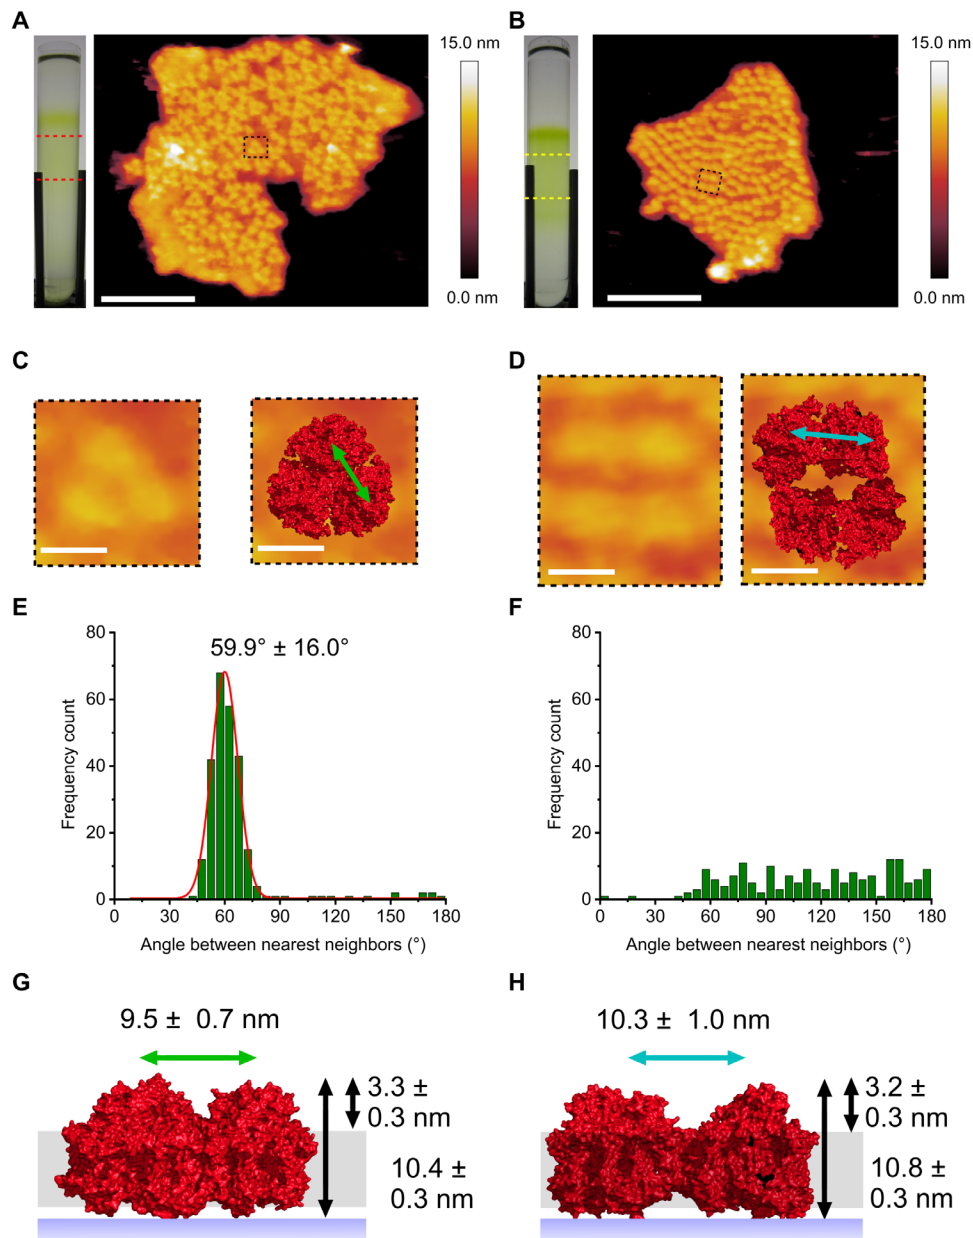 A
B
15.0 nm
0.0 nm
15.0 nm
0.0 nm
C
D
E
F
80
60
40
20
0
Frequency count
59.9° ± 16.0°
0 30 60 90 120 150 180
Angle between nearest neighbors (°)
80
60
40
20
0
Frequency count
0 30 60 90 120 150 180
Angle between nearest neighbors (°)
G
H
9.5 ± 0.7 nm
3.3 ±
0.3 nm
10.4 ±
0.3 nm
10.3 ± 1.0 nm
3.2 ±
0.3 nm
10.8 ±
0.3 nm